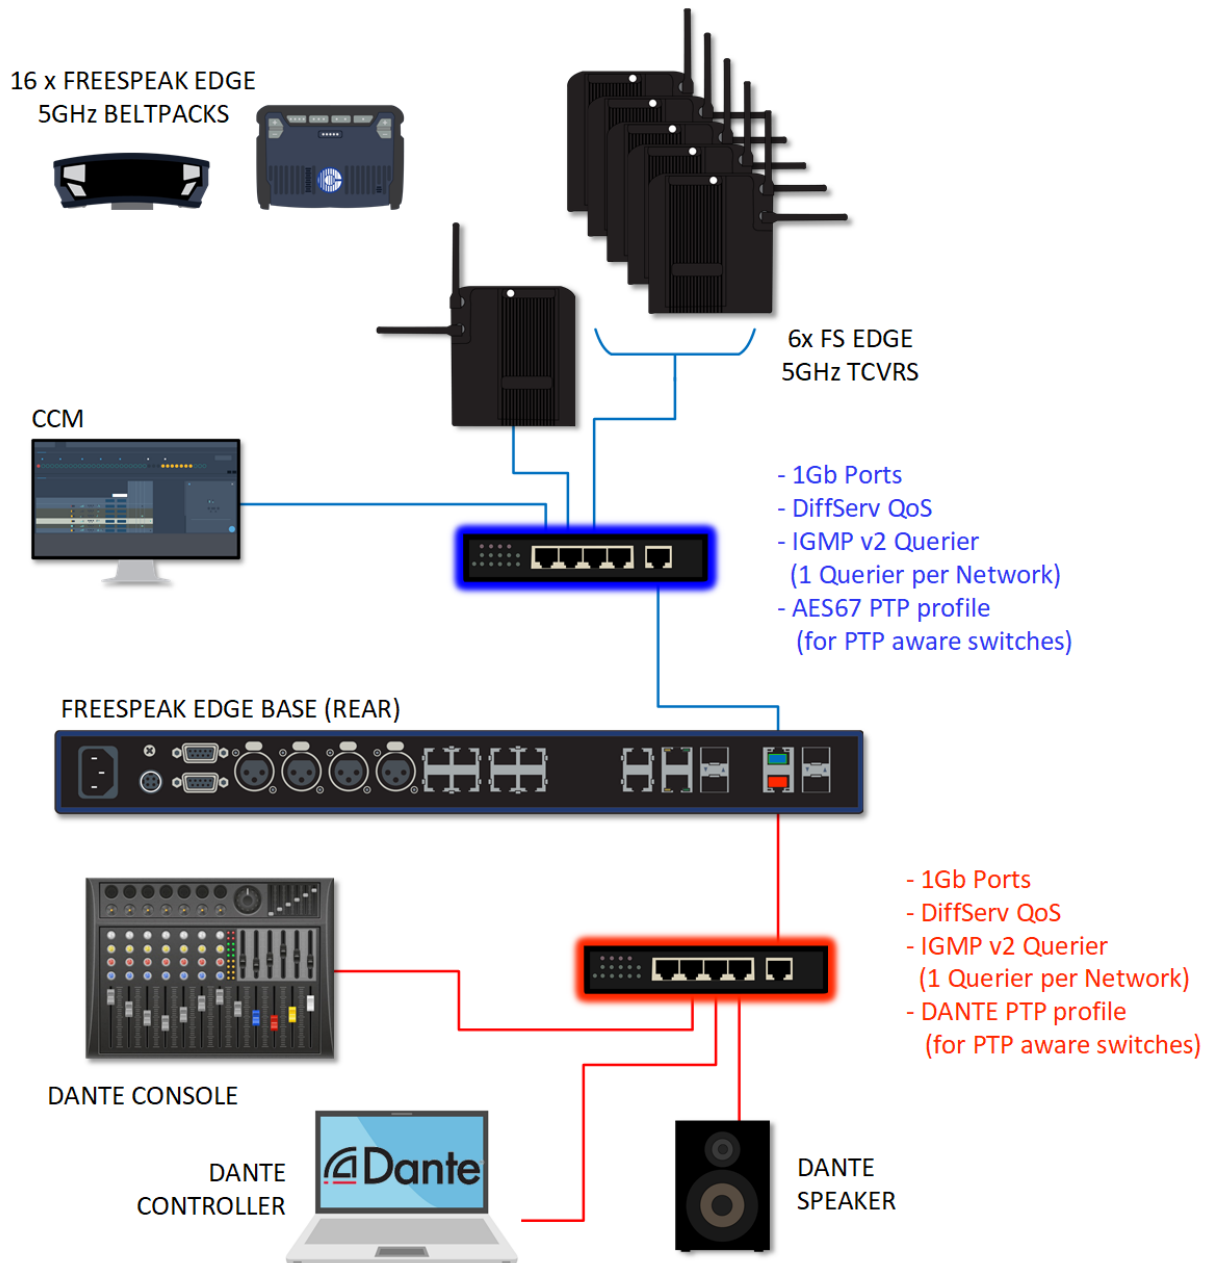 16 x FREESPEAK EDGE
5GHz BELTPACKS
6x FS EDGE
5GHz TCVRS
CCM
- 1Gb Ports
- DiffServ QoS
- IGMP v2 Querier
(1 Querier per Network)
- AES67 PTP profile
(for PTP aware switches)
FREESPEAK EDGE BASE (REAR)
- 1Gb Ports
- DiffServ QoS
- IGMP v2 Querier
(1 Querier per Network)
- DANTE PTP profile
(for PTP aware switches)
DANTE CONSOLE
Dante
DANTE
CONTROLLER
DANTE
SPEAKER